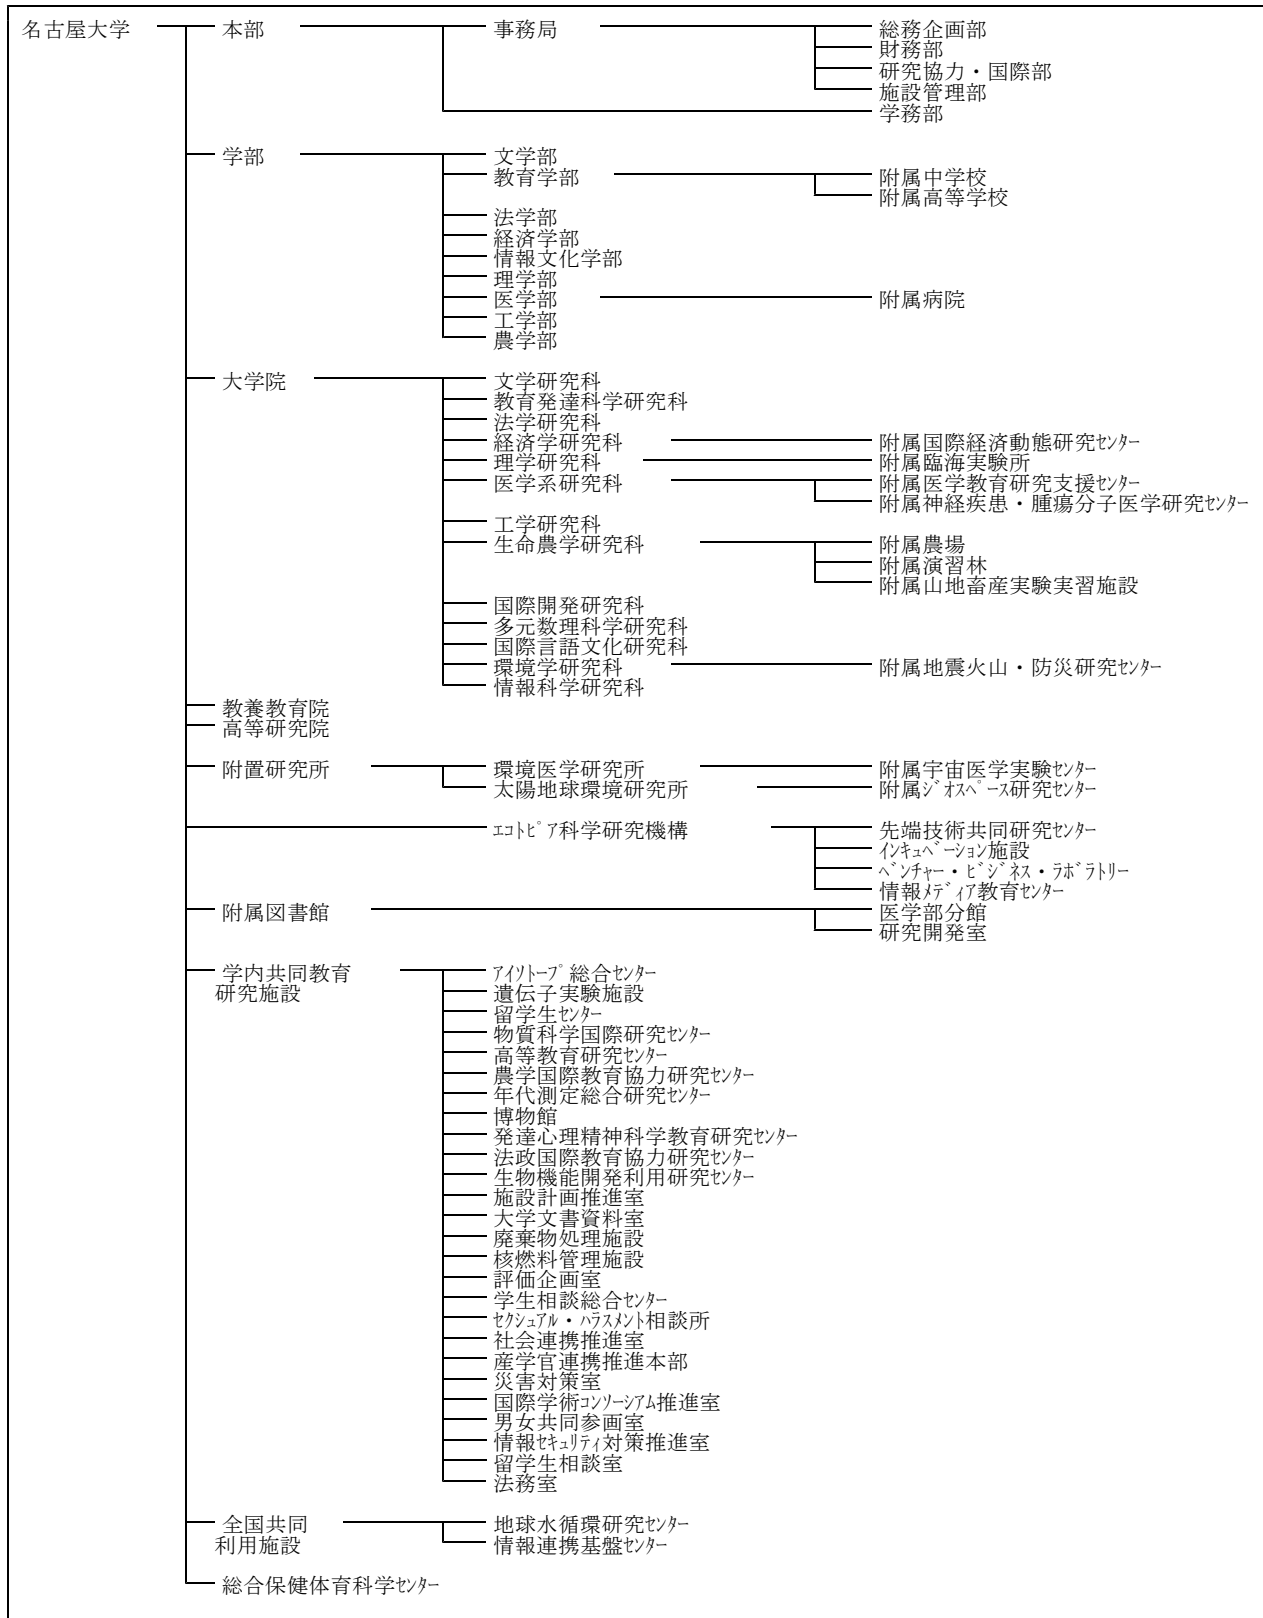 名古屋大学 本部 事務局 総務企画部
財務部
研究協力・国際部
施設管理部
学務部
学部 文学部
教育学部 附属中学校
附属高等学校
法学部
経済学部
情報文化学部
理学部
医学部 附属病院
工学部
農学部
大学院 文学研究科
教育発達科学研究科
法学研究科
経済学研究科 附属国際経済動態研究ｾﾝﾀｰ
理学研究科 附属臨海実験所
医学系研究科 附属医学教育研究支援ｾﾝﾀｰ
附属神経疾患・腫瘍分子医学研究ｾﾝﾀｰ
工学研究科
生命農学研究科 附属農場
附属演習林
附属山地畜産実験実習施設
国際開発研究科
多元数理科学研究科
国際言語文化研究科
環境学研究科 附属地震火山・防災研究ｾﾝﾀｰ
情報科学研究科
教養教育院
高等研究院
附置研究所 環境医学研究所 附属宇宙医学実験ｾﾝﾀｰ
太陽地球環境研究所 附属ｼﾞｵｽﾍﾟｰｽ研究ｾﾝﾀｰ
ｴｺﾄﾋﾟｱ科学研究機構 先端技術共同研究ｾﾝﾀｰ
ｲﾝｷｭﾍﾞｰｼｮﾝ施設
ﾍﾞﾝﾁｬｰ・ﾋﾞｼﾞﾈｽ・ﾗﾎﾞﾗﾄﾘｰ
情報ﾒﾃﾞｨｱ教育ｾﾝﾀｰ
附属図書館 医学部分館
研究開発室
学内共同教育 ｱｲｿﾄｰﾌﾟ総合ｾﾝﾀｰ
研究施設 遺伝子実験施設
留学生ｾﾝﾀｰ
物質科学国際研究ｾﾝﾀｰ
高等教育研究ｾﾝﾀｰ
農学国際教育協力研究ｾﾝﾀｰ
年代測定総合研究ｾﾝﾀｰ
博物館
発達心理精神科学教育研究ｾﾝﾀｰ
法政国際教育協力研究ｾﾝﾀｰ
生物機能開発利用研究ｾﾝﾀｰ
施設計画推進室
大学文書資料室
廃棄物処理施設
核燃料管理施設
評価企画室
学生相談総合ｾﾝﾀｰ
ｾｸｼｭｱﾙ・ﾊﾗｽﾒﾝﾄ相談所
社会連携推進室
産学官連携推進本部
災害対策室
国際学術ｺﾝｿｰｼｱﾑ推進室
男女共同参画室
情報ｾｷｭﾘﾃｨ対策推進室
留学生相談室
法務室
全国共同 地球水循環研究ｾﾝﾀｰ
利用施設 情報連携基盤ｾﾝﾀｰ
総合保健体育科学ｾﾝﾀｰ